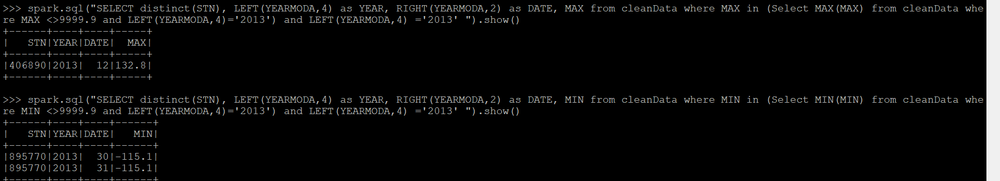 >>> spark.sql("SELECT distinct(STN), LEFT(YEARMODA,4) as YEAR, RIGHT(YEARMODA,2) as DATE, MAX from cleanData where MAX in (Select MAX(MAX) from cleanData whe
re MAX <>9999.9 and LEFT(YEARMODA,4)='2013') and LEFT(YEARMODA,4) ='2013' ").show()
+------+----+----+-----+
|   STN|YEAR|DATE|  MAX|
+------+----+----+-----+
|406890|2013|  12|132.8|
+------+----+----+-----+
>>> spark.sql("SELECT distinct(STN), LEFT(YEARMODA,4) as YEAR, RIGHT(YEARMODA,2) as DATE, MIN from cleanData where MIN in (Select MIN(MIN) from cleanData whe
re MIN <>9999.9 and LEFT(YEARMODA,4)='2013') and LEFT(YEARMODA,4) ='2013' ").show()
+------+----+----+------+
|   STN|YEAR|DATE|   MIN|
+------+----+----+------+
|895770|2013|  30|-115.1|
|895770|2013|  31|-115.1|
+------+----+----+------+